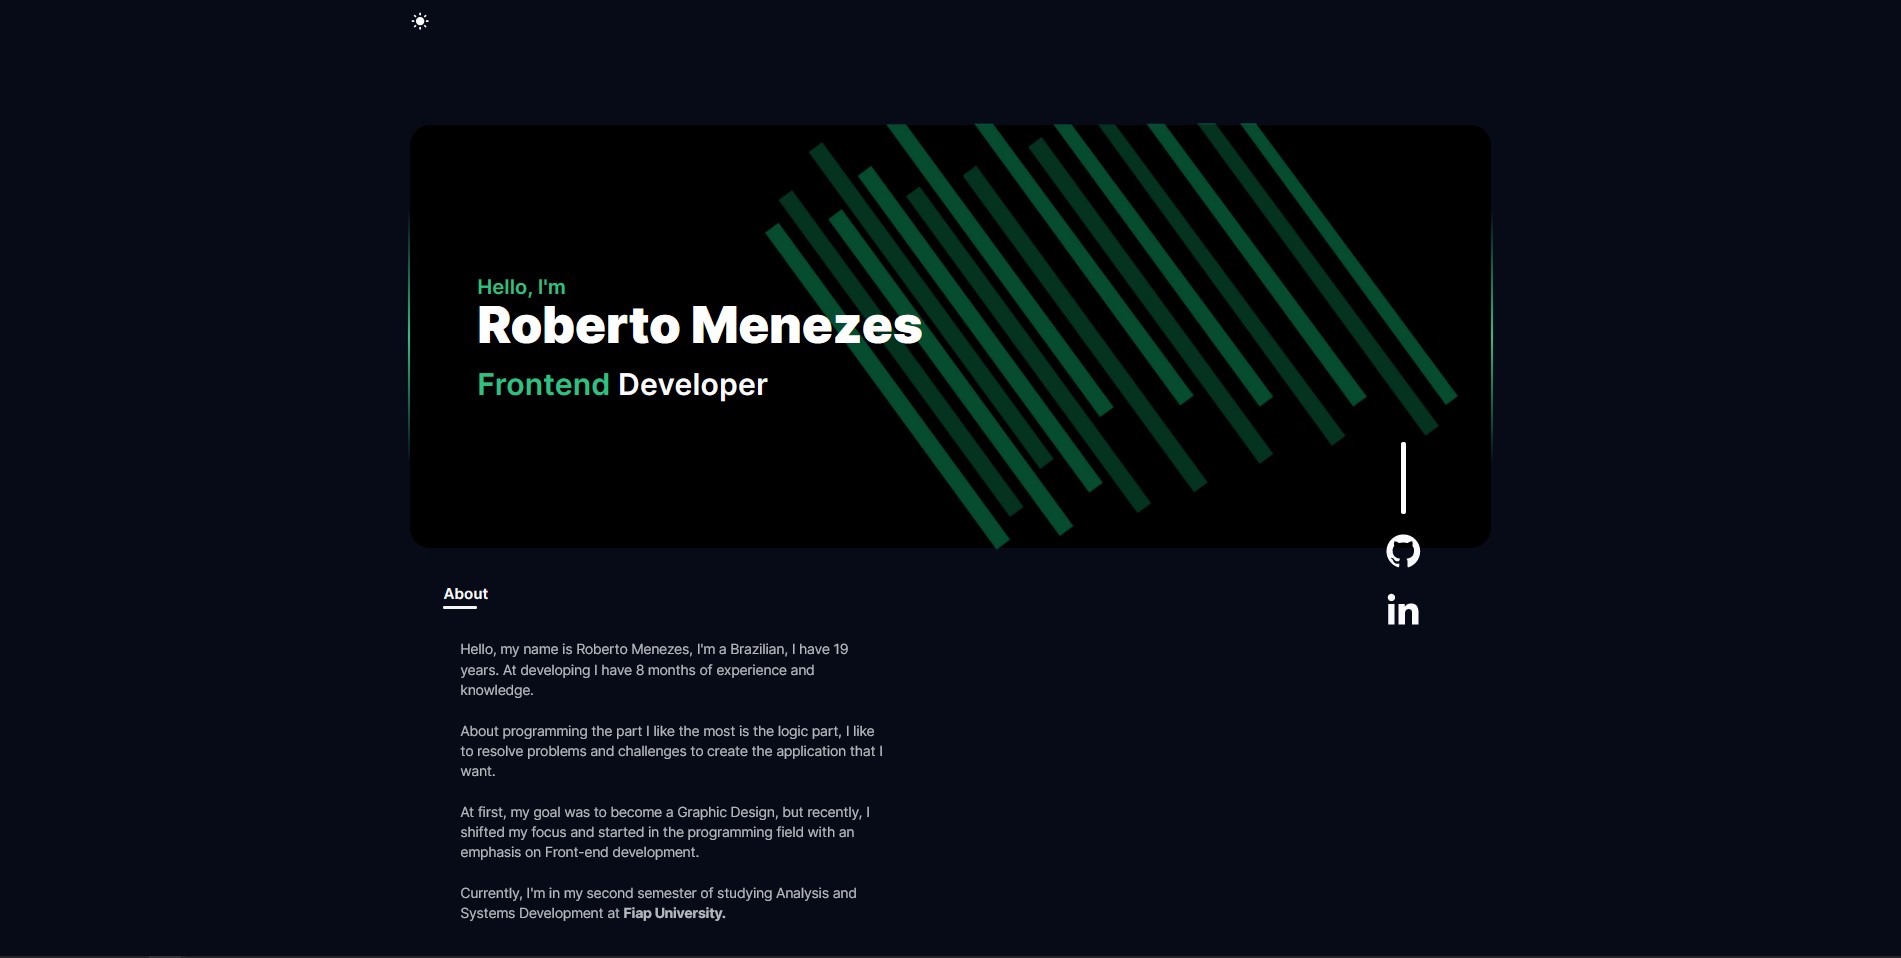 Hello, I'm
Roberto Menezes
Frontend Developer
About
Hello, my name is Roberto Menezes, I'm a Brazilian, I have 19
years. At developing I have 8 months of experience and
knowledge.
About programming the part I like the most is the logic part, I like
to resolve problems and challenges to create the application that I
want.
At first, my goal was to become a Graphic Design, but recently, I
shifted my focus and started in the programming field with an
emphasis on Front-end development.
Currently, I'm in my second semester of studying Analysis and
Systems Development at Fiap University.
in